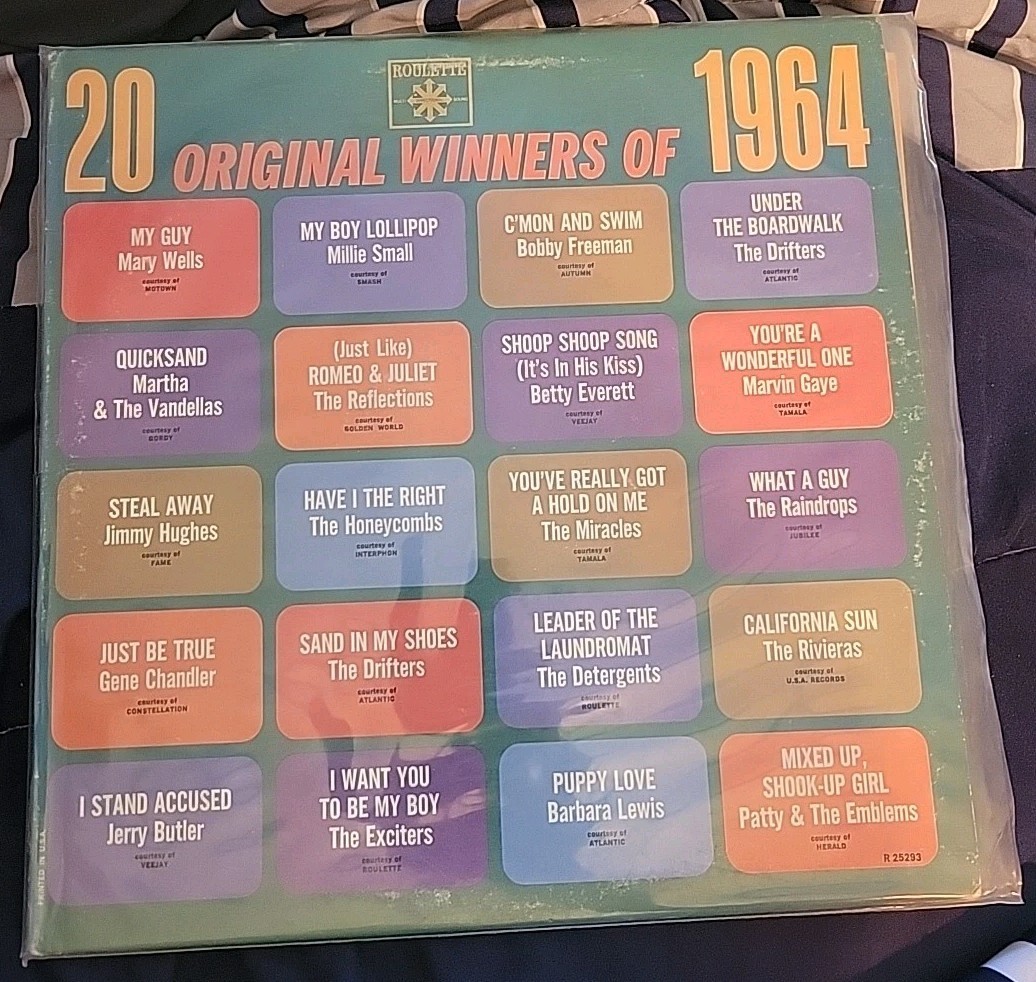 20
ROULETTE
1964
ORIGINAL WINNERS OF
MY GUY
Mary Wells
courtesy of
MOTOWN
MY BOY LOLLIPOP
Millie Small
courtesy of
SMASH
C'MON AND SWIM
Bobby Freeman
courtesy of
AUTUMN
UNDER
THE BOARDWALK
The Drifters
courtesy of
ATLANTIC
QUICKSAND
Martha
& The Vandellas
courtesy of
GORDY
(Just Like)
ROMEO & JULIET
The Reflections
courtesy of
GOLDEN WORLD
SHOOP SHOOP SONG
(It's In His Kiss)
Betty Everett
courtesy of
VEEJAY
YOU'RE A
WONDERFUL ONE
Marvin Gaye
courtesy of
TAMALA
STEAL AWAY
Jimmy Hughes
courtesy of
FAME
HAVE I THE RIGHT
The Honeycombs
courtesy of
INTERPHON
YOU'VE REALLY GOT
A HOLD ON ME
The Miracles
courtesy of
TAMALA
WHAT A GUY
The Raindrops
courtesy of
JUBILEE
JUST BE TRUE
Gene Chandler
courtesy of
CONSTELLATION
SAND IN MY SHOES
The Drifters
courtesy of
ATLANTIC
LEADER OF THE
LAUNDROMAT
The Detergents
courtesy of
ROULETTE
CALIFORNIA SUN
The Rivieras
courtesy of
U.S.A. RECORDS
I STAND ACCUSED
Jerry Butler
courtesy of
VEEJAY
I WANT YOU
TO BE MY BOY
The Exciters
courtesy of
ROULETTE
PUPPY LOVE
Barbara Lewis
courtesy of
ATLANTIC
MIXED UP,
SHOOK-UP GIRL
Patty & The Emblems
courtesy of
HERALD
R 25293
PRINTED IN U.S.A.